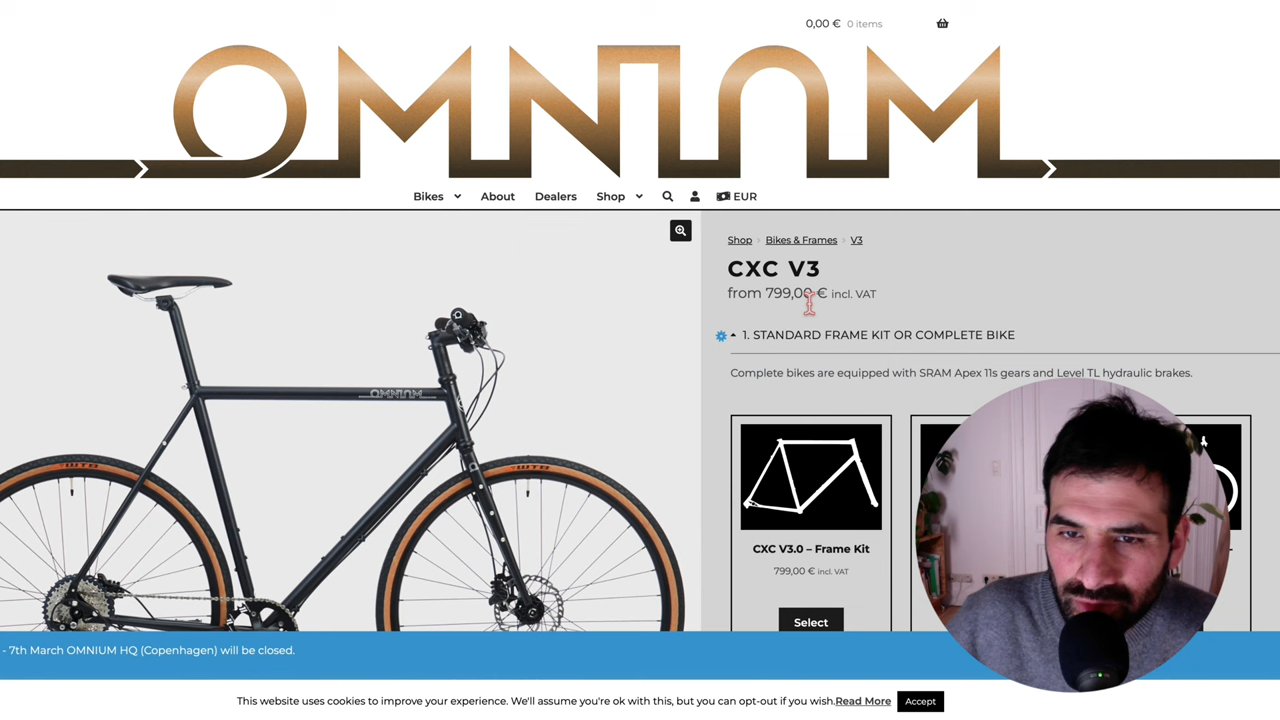 0,00 € 0 items
OMNIUM
Bikes About Dealers Shop EUR
Shop › Bikes & Frames › V3
CXC V3
from 799,00 € incl. VAT
1. STANDARD FRAME KIT OR COMPLETE BIKE
Complete bikes are equipped with SRAM Apex 11s gears and Level TL hydraulic brakes.
OMNIUM
WTB
WTB
CXC V3.0 – Frame Kit
799,00 € incl. VAT
Select
- 7th March OMNIUM HQ (Copenhagen) will be closed.
This website uses cookies to improve your experience. We'll assume you're ok with this, but you can opt-out if you wish. Read More Accept